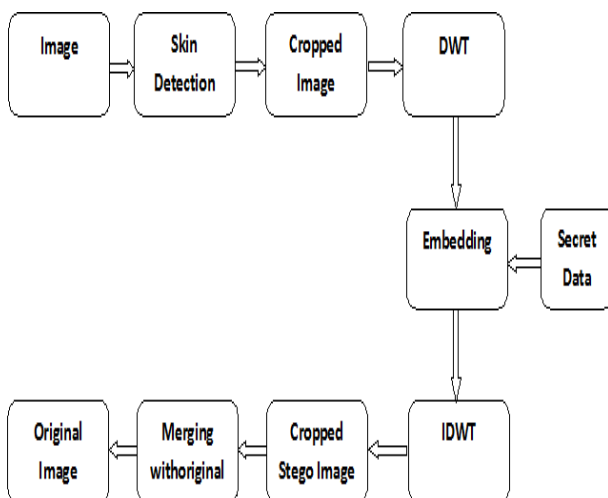 Image
Skin
Detection
Cropped
Image
DWT
Embedding
Secret
Data
Original
Image
Merging
withoriginal
Cropped
Stego Image
IDWT